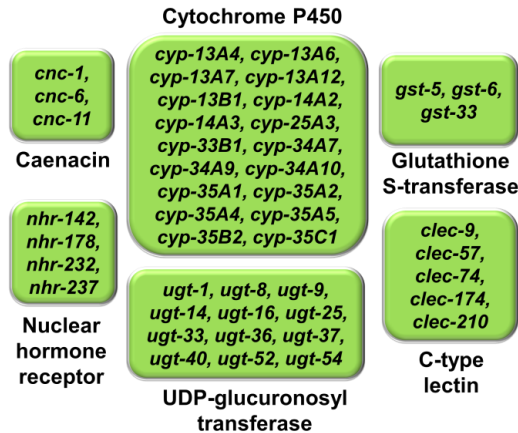 Cytochrome P450
cyp-13A4, cyp-13A6,
cyp-13A7, cyp-13A12,
cyp-13B1, cyp-14A2,
cyp-14A3, cyp-25A3,
cyp-33B1, cyp-34A7,
cyp-34A9, cyp-34A10,
cyp-35A1, cyp-35A2,
cyp-35A4, cyp-35A5,
cyp-35B2, cyp-35C1
cnc-1,
cnc-6,
cnc-11
Caenacin
gst-5, gst-6,
gst-33
Glutathione
S-transferase
nhr-142,
nhr-178,
nhr-232,
nhr-237
Nuclear
hormone
receptor
ugt-1, ugt-8, ugt-9,
ugt-14, ugt-16, ugt-25,
ugt-33, ugt-36, ugt-37,
ugt-40, ugt-52, ugt-54
UDP-glucuronosyl
transferase
clec-9,
clec-57,
clec-74,
clec-174,
clec-210
C-type
lectin